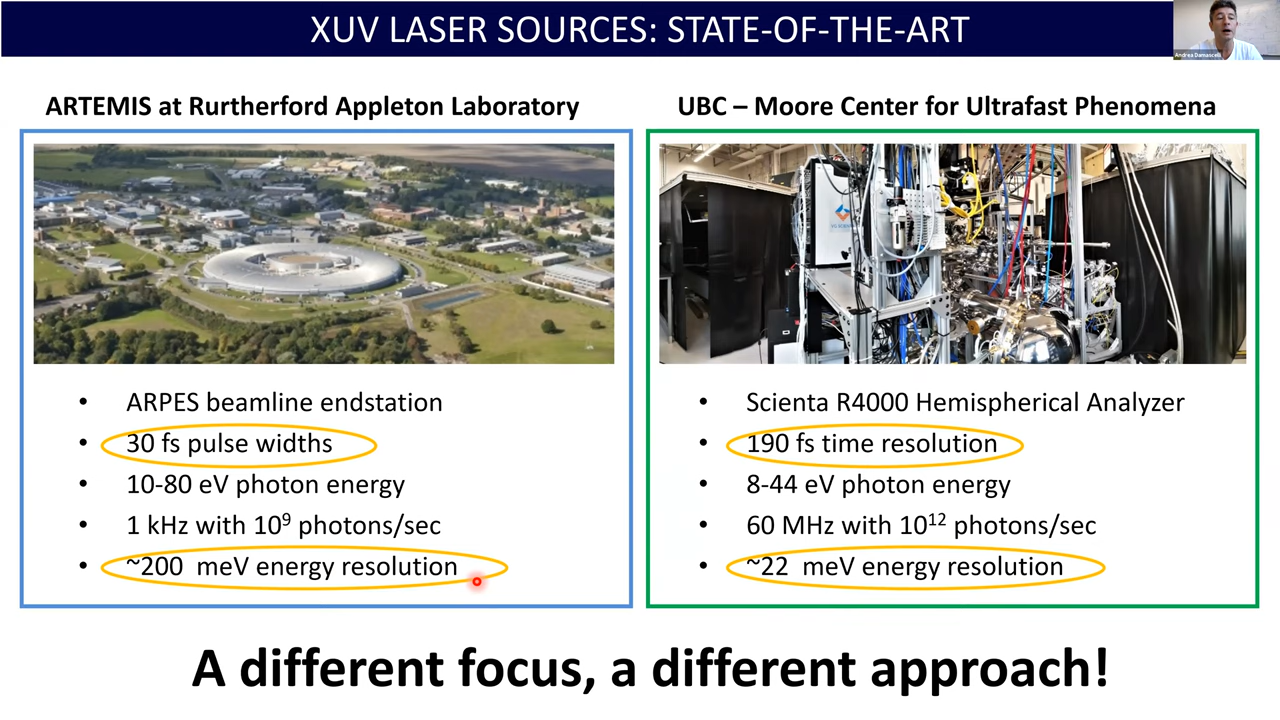 XUV LASER SOURCES: STATE-OF-THE-ART
Andrea Damascelli
ARTEMIS at Rurtherford Appleton Laboratory
• ARPES beamline endstation
• 30 fs pulse widths
• 10-80 eV photon energy
• 1 kHz with 10⁹ photons/sec
• ~200 meV energy resolution
UBC – Moore Center for Ultrafast Phenomena
• Scienta R4000 Hemispherical Analyzer
• 190 fs time resolution
• 8-44 eV photon energy
• 60 MHz with 10¹² photons/sec
• ~22 meV energy resolution
A different focus, a different approach!